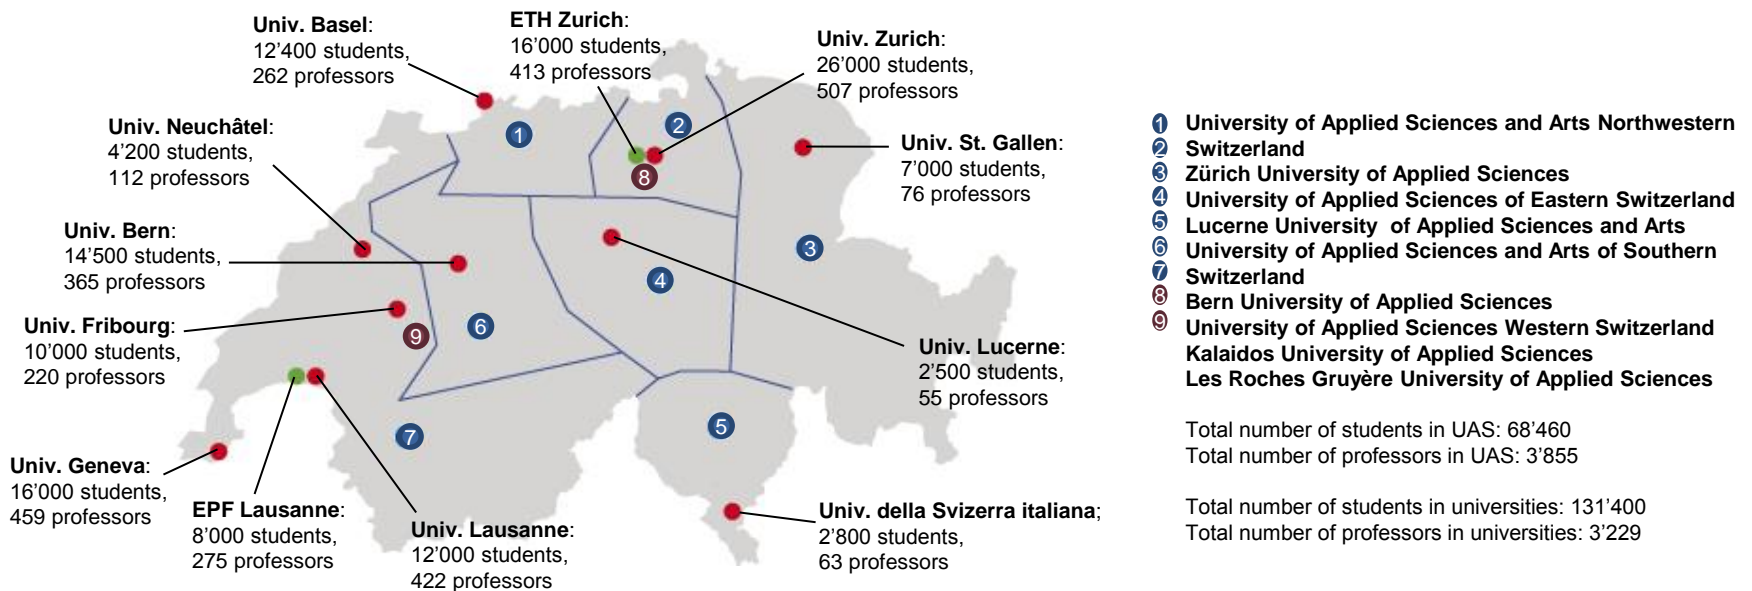 Univ. Basel:
12’400 students,
262 professors
ETH Zurich:
16’000 students,
413 professors
Univ. Zurich:
26’000 students,
507 professors
Univ. Neuchâtel:
4’200 students,
112 professors
Univ. St. Gallen:
7’000 students,
76 professors
Univ. Bern:
14’500 students,
365 professors
Univ. Fribourg:
10’000 students,
220 professors
Univ. Lucerne:
2’500 students,
55 professors
Univ. Geneva:
16’000 students,
459 professors
EPF Lausanne:
8’000 students,
275 professors
Univ. Lausanne:
12’000 students,
422 professors
Univ. della Svizerra italiana;
2’800 students,
63 professors
1
2
8
3
4
6
9
7
5
1 University of Applied Sciences and Arts Northwestern
2 Switzerland
3 Zürich University of Applied Sciences
4 University of Applied Sciences of Eastern Switzerland
5 Lucerne University of Applied Sciences and Arts
6 University of Applied Sciences and Arts of Southern
7 Switzerland
8 Bern University of Applied Sciences
9 University of Applied Sciences Western Switzerland
Kalaidos University of Applied Sciences
Les Roches Gruyère University of Applied Sciences
Total number of students in UAS: 68’460
Total number of professors in UAS: 3’855
Total number of students in universities: 131’400
Total number of professors in universities: 3’229